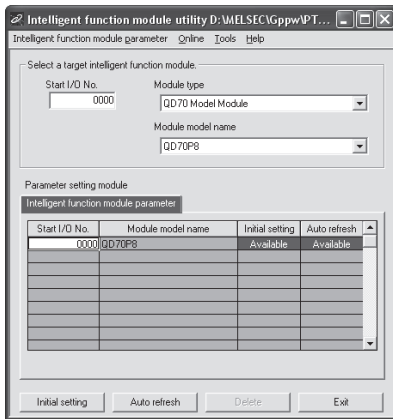 Intelligent function module utility D:\MELSEC\Gppw\PT...
Intelligent function module parameter Online Tools Help
Select a target intelligent function module.
Start I/O No. Module type
0000 QD70 Model Module
Module model name
QD70P8
Parameter setting module
Intelligent function module parameter
Start I/O No. Module model name Initial setting Auto refresh
0000 QD70P8 Available Available
Initial setting Auto refresh Delete Exit